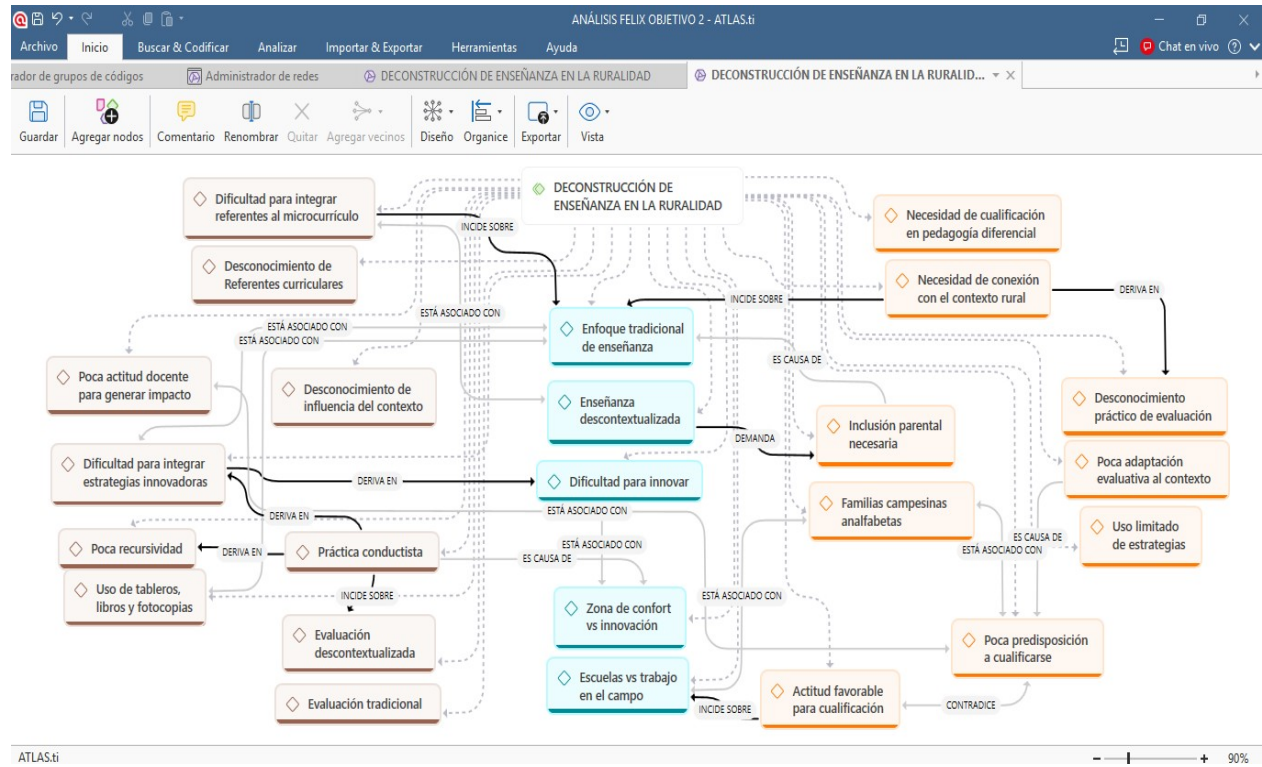 ANÁLISIS FELIX OBJETIVO 2 - ATLAS.ti
Archivo Inicio Buscar & Codificar Analizar Importar & Exportar Herramientas Ayuda Chat en vivo
rador de grupos de códigos Administrador de redes DECONSTRUCCIÓN DE ENSEÑANZA EN LA RURALIDAD DECONSTRUCCIÓN DE ENSEÑANZA EN LA RURALID...
Guardar Agregar nodos Comentario Renombrar Quitar Agregar vecinos Diseño Organice Exportar Vista
DECONSTRUCCIÓN DE
ENSEÑANZA EN LA RURALIDAD
Dificultad para integrar
referentes al microcurrículo
INCIDE SOBRE
Necesidad de cualificación
en pedagogía diferencial
Desconocimiento de
Referentes curriculares
Necesidad de conexión
con el contexto rural
DERIVA EN
INCIDE SOBRE
ESTÁ ASOCIADO CON
ESTÁ ASOCIADO CON
ESTÁ ASOCIADO CON
Enfoque tradicional
de enseñanza
ES CAUSA DE
Poca actitud docente
para generar impacto
Desconocimiento de
influencia del contexto
Enseñanza
descontextualizada
Desconocimiento
práctico de evaluación
Inclusión parental
necesaria
DEMANDA
Dificultad para integrar
estrategias innovadoras
DERIVA EN
Dificultad para innovar
Poca adaptación
evaluativa al contexto
Familias campesinas
analfabetas
ESTÁ ASOCIADO CON
DERIVA EN
Uso limitado
de estrategias
ES CAUSA DE
ESTÁ ASOCIADO CON
Poca recursividad
DERIVA EN
Práctica conductista
ESTÁ ASOCIADO CON
ES CAUSA DE
Uso de tableros,
libros y fotocopias
INCIDE SOBRE
Zona de confort
vs innovación
ESTÁ ASOCIADO CON
Evaluación
descontextualizada
Poca predisposición
a cualificarse
Escuelas vs trabajo
en el campo
Actitud favorable
para cualificación
INCIDE SOBRE
CONTRADICE
Evaluación tradicional
ATLAS.ti
90%